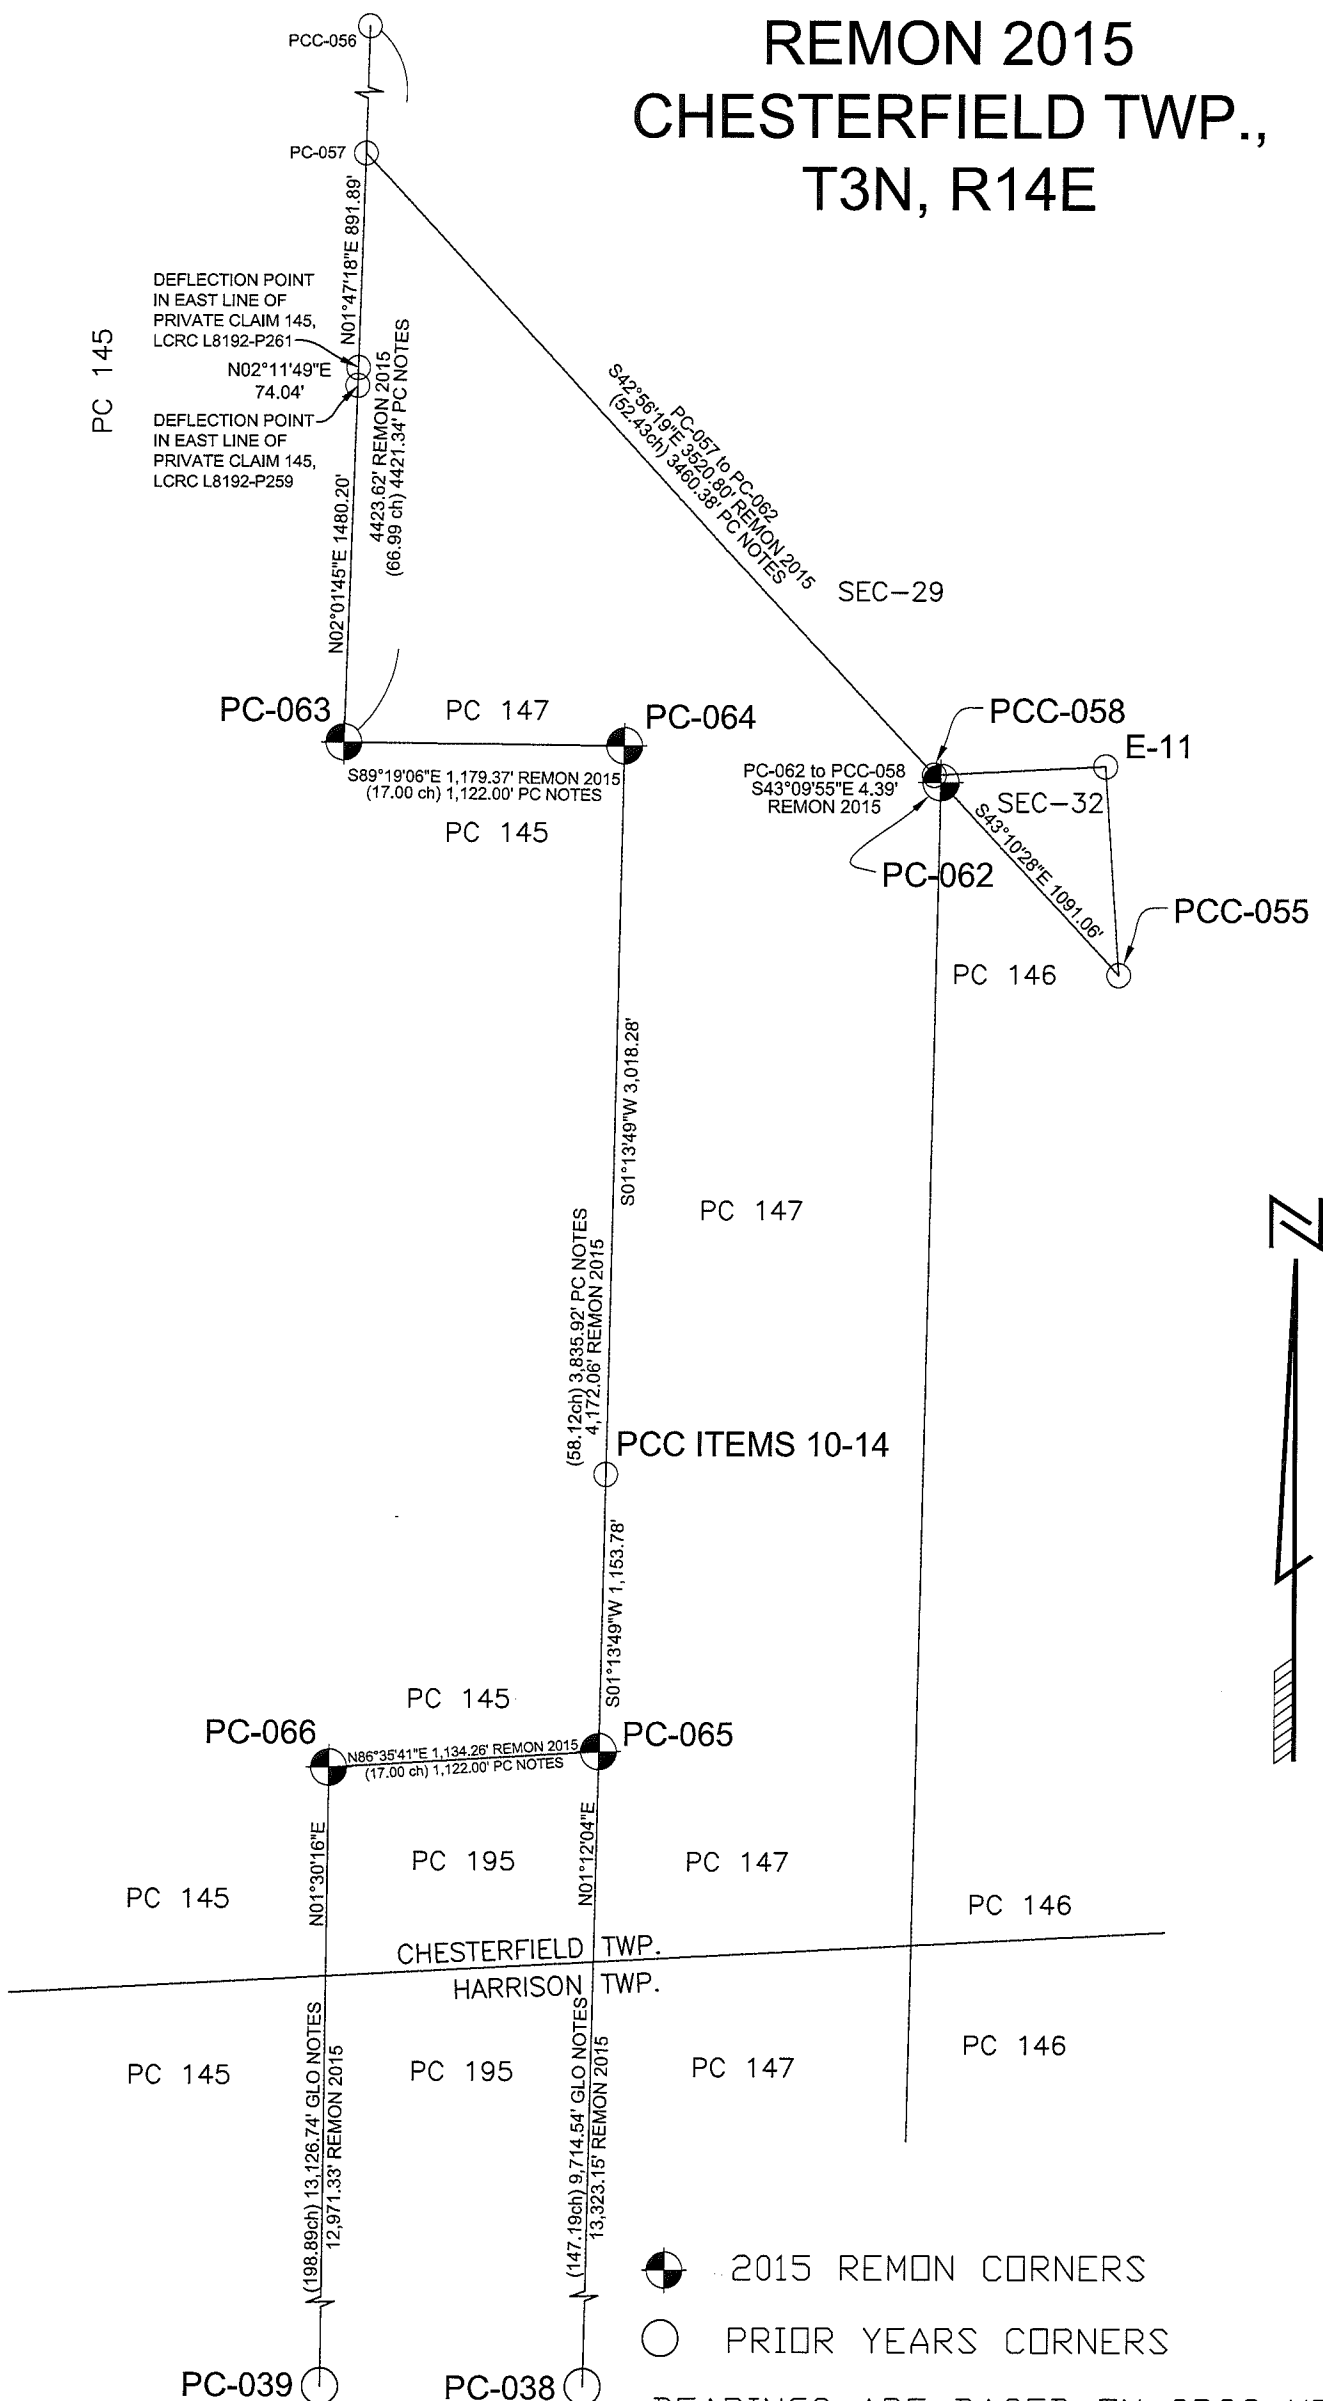 REMON 2015
CHESTERFIELD TWP.,
T3N, R14E
PCC-056
PC-057
N01°47'18"E 891.89'
DEFLECTION POINT
IN EAST LINE OF
PRIVATE CLAIM 145,
LCRC L8192-P261
N02°11'49"E
74.04'
DEFLECTION POINT
IN EAST LINE OF
PRIVATE CLAIM 145,
LCRC L8192-P259
PC 145
4423.62' REMON 2015
(66.99 ch) 4421.34' PC NOTES
N02°01'45"E 1480.20'
PC-057 to PC-062
S42°56'19"E 3520.80' REMON 2015
(52.43ch) 3460.38' PC NOTES
SEC-29
PC-063
PC 147
PC-064
S89°19'06"E 1,179.37' REMON 2015
(17.00 ch) 1,122.00' PC NOTES
PC 145
PCC-058
E-11
PC-062 to PCC-058
S43°09'55"E 4.39'
REMON 2015
SEC-32
S43°10'28"E 1091.06'
PC-062
PCC-055
PC 146
S01°13'49"W 3,018.28'
PC 147
(58.12ch) 3,835.92' PC NOTES
4,172.06' REMON 2015
N
PCC ITEMS 10-14
S01°13'49"W 1,153.78'
PC 145
PC-066
PC-065
N86°35'41"E 1,134.26' REMON 2015
(17.00 ch) 1,122.00' PC NOTES
N01°30'16"E
N01°12'04"E
PC 195
PC 147
PC 145
PC 146
CHESTERFIELD TWP.
HARRISON TWP.
PC 145
PC 195
PC 147
PC 146
(198.89ch) 13,126.74' GLO NOTES
12,971.33' REMON 2015
(147.19ch) 9,714.54' GLO NOTES
13,323.15' REMON 2015
2015 REMON CORNERS
PRIOR YEARS CORNERS
PC-039
PC-038
BEARINGS ARE BASED